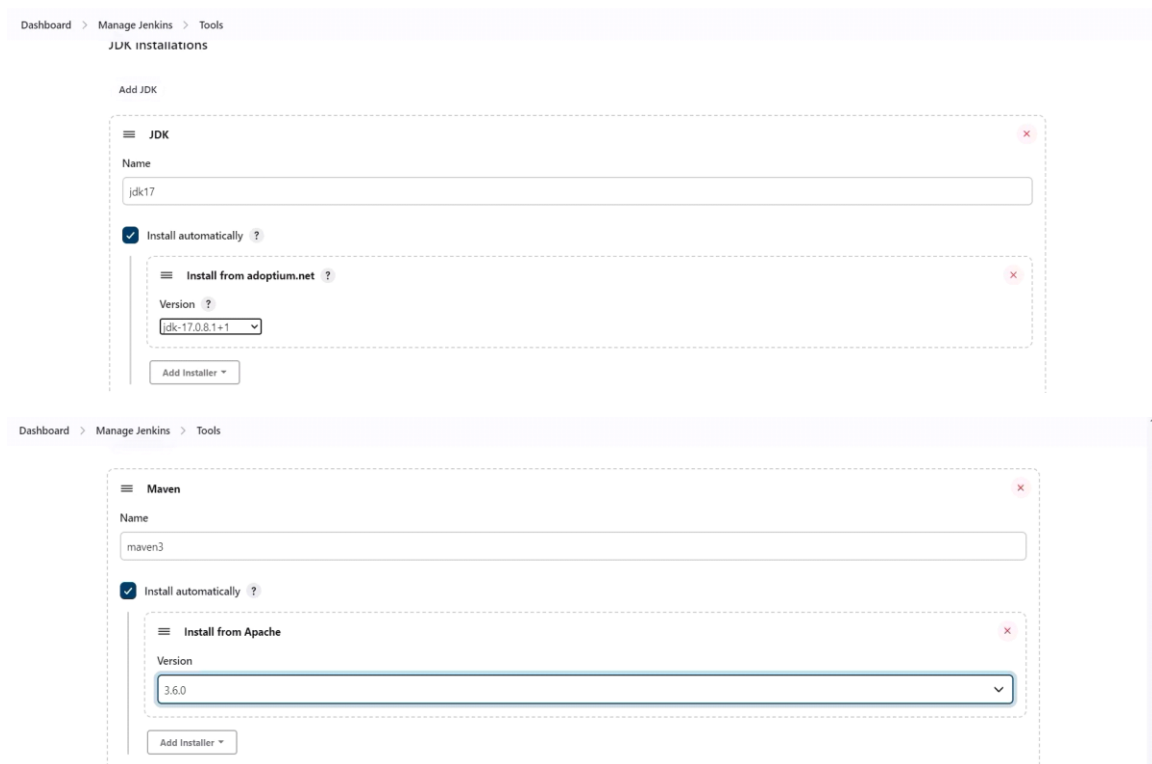 Dashboard > Manage Jenkins > Tools
JDK installations
Add JDK
JDK
Name
jdk17
Install automatically ?
Install from adoptium.net ?
Version ?
jdk-17.0.8.1+1
Add Installer
Dashboard > Manage Jenkins > Tools
Maven
Name
maven3
Install automatically ?
Install from Apache
Version
3.6.0
Add Installer